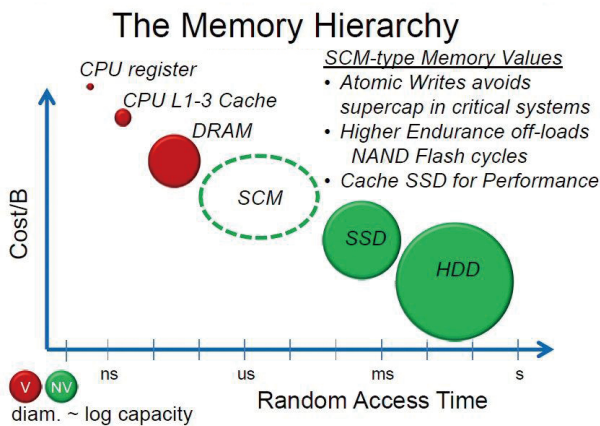 The Memory Hierarchy
CPU register
CPU L1-3 Cache
DRAM
SCM
SSD
HDD
SCM-type Memory Values
• Atomic Writes avoids
supercap in critical systems
• Higher Endurance off-loads
NAND Flash cycles
• Cache SSD for Performance
Cost/B
ns
us
ms
s
Random Access Time
V
NV
diam. ~ log capacity